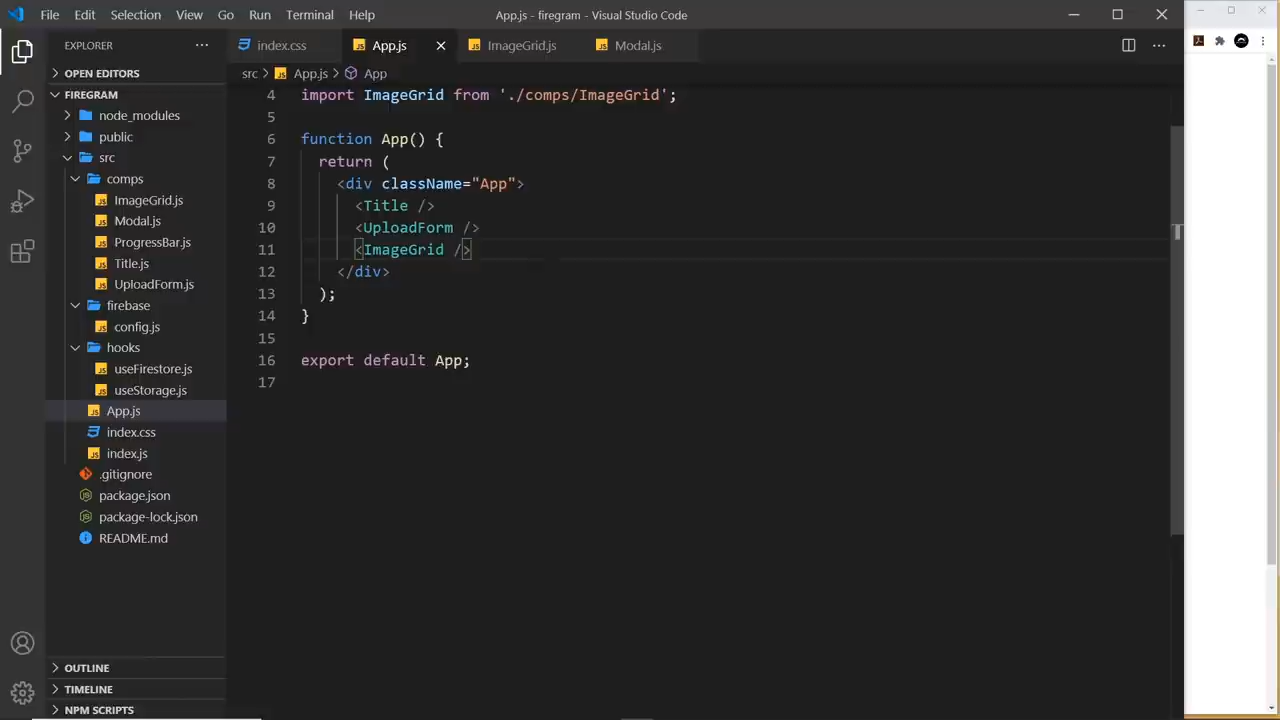 File Edit Selection View Go Run Terminal Help App.js - firegram - Visual Studio Code
EXPLORER
OPEN EDITORS
FIREGRAM
node_modules
public
src
comps
ImageGrid.js
Modal.js
ProgressBar.js
Title.js
UploadForm.js
firebase
config.js
hooks
useFirestore.js
useStorage.js
App.js
index.css
index.js
.gitignore
package.json
package-lock.json
README.md
OUTLINE
TIMELINE
NPM SCRIPTS
index.css App.js ImageGrid.js Modal.js
src > App.js > App
4 import ImageGrid from './comps/ImageGrid';
5
6 function App() {
7 return (
8 <div className="App">
9 <Title />
10 <UploadForm />
11 <ImageGrid />
12 </div>
13 );
14 }
15
16 export default App;
17